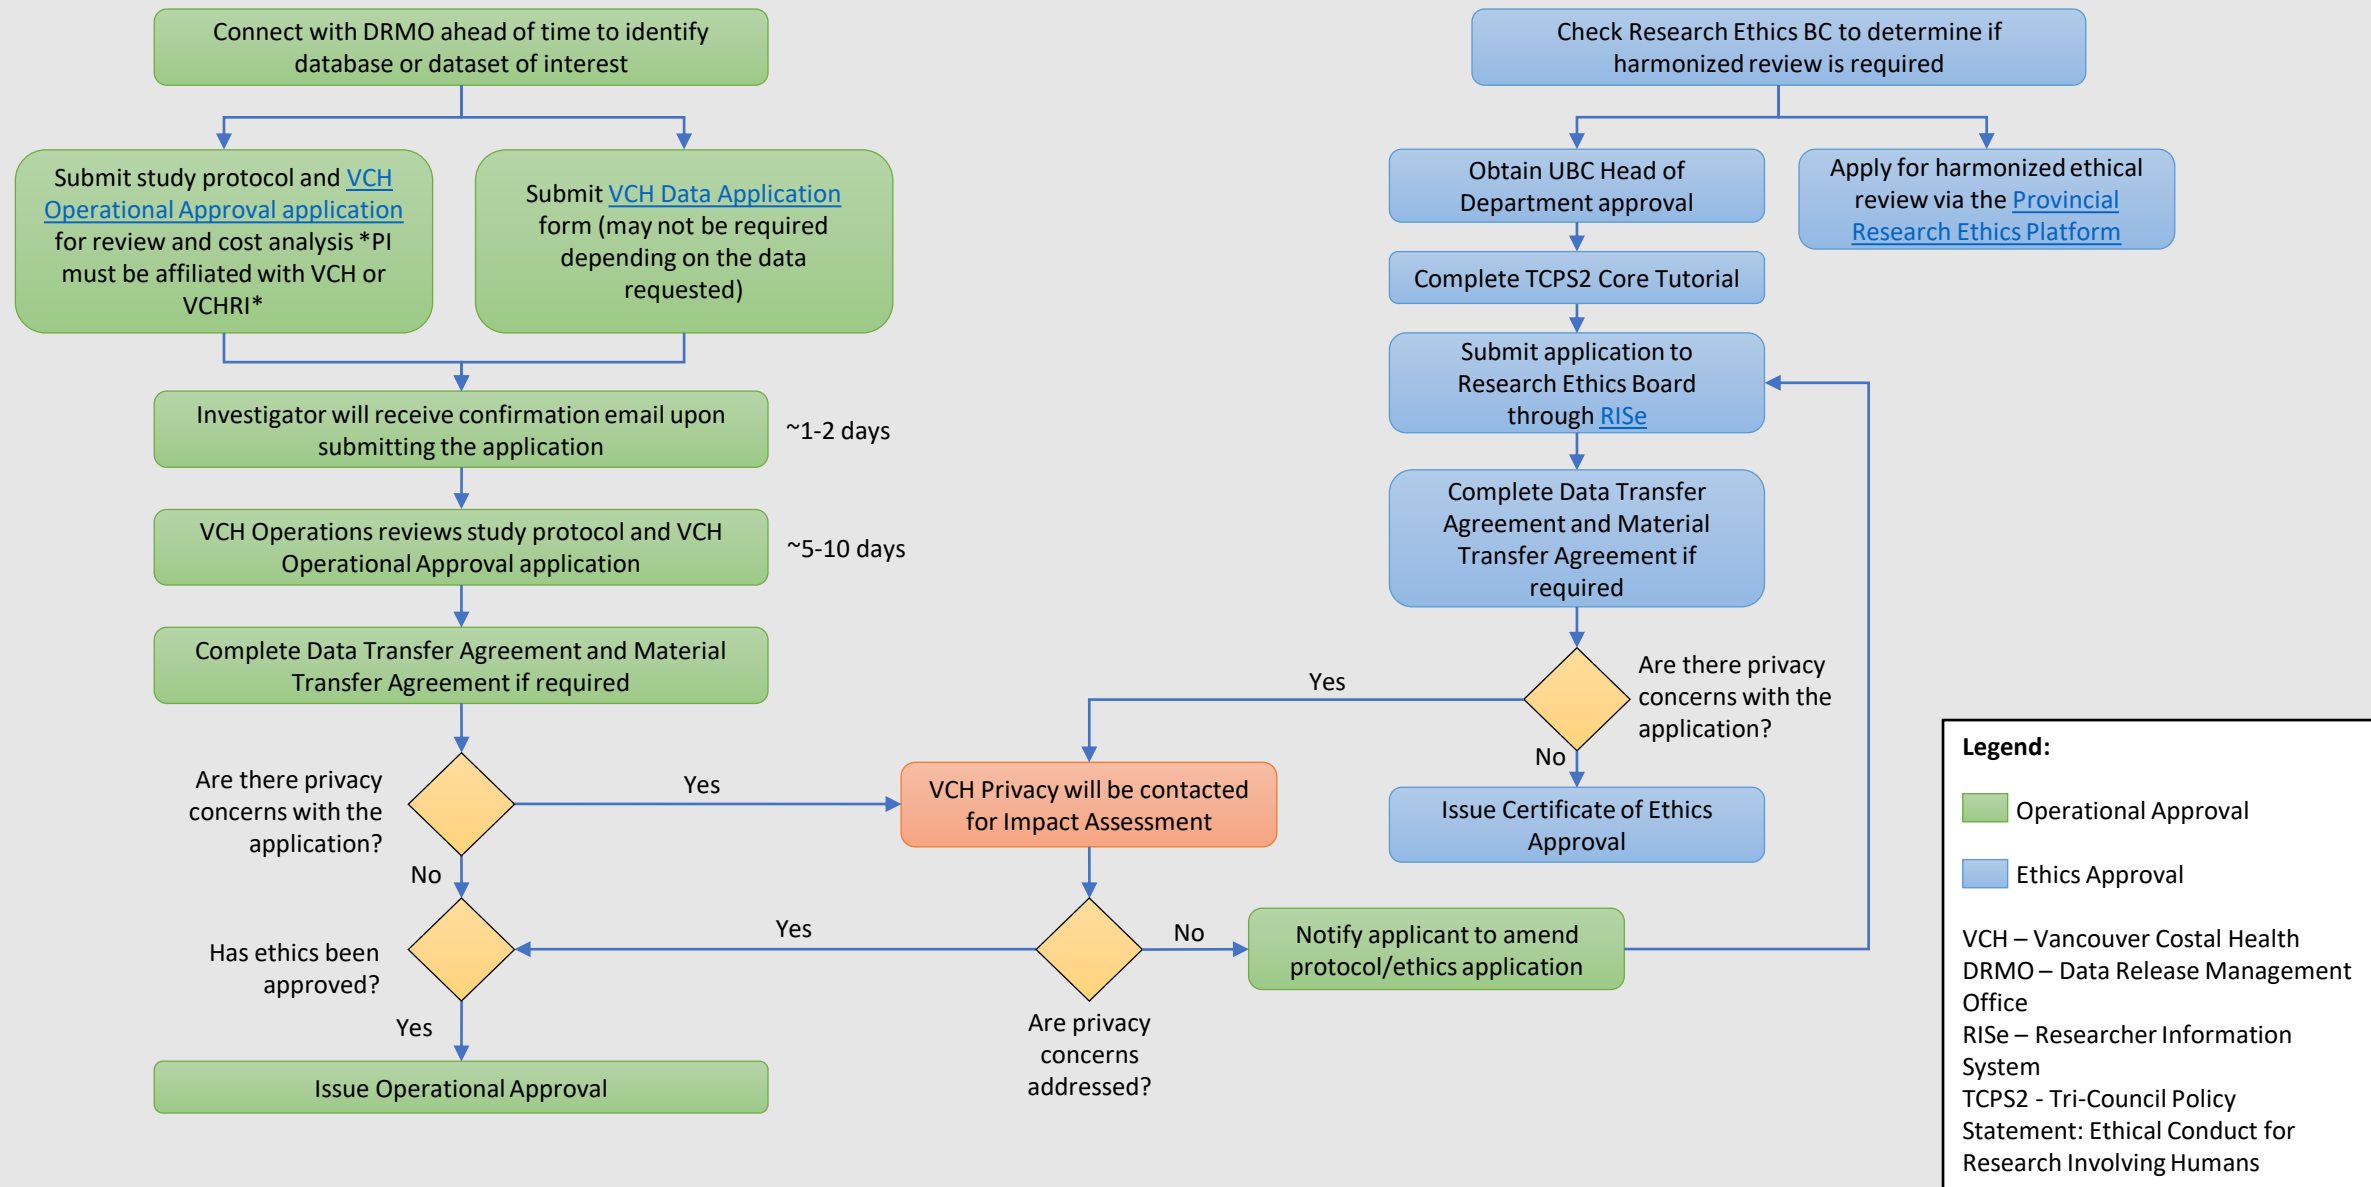 Connect with DRMO ahead of time to identify
database or dataset of interest
Submit study protocol and VCH
Operational Approval application
for review and cost analysis *PI
must be affiliated with VCH or
VCHRI*
Submit VCH Data Application
form (may not be required
depending on the data
requested)
Investigator will receive confirmation email upon
submitting the application
~1-2 days
VCH Operations reviews study protocol and VCH
Operational Approval application
~5-10 days
Complete Data Transfer Agreement and Material
Transfer Agreement if required
Are there privacy
concerns with the
application?
Yes
No
Has ethics been
approved?
Yes
Issue Operational Approval
VCH Privacy will be contacted
for Impact Assessment
Yes
No
Are privacy
concerns
addressed?
Notify applicant to amend
protocol/ethics application
Check Research Ethics BC to determine if
harmonized review is required
Obtain UBC Head of
Department approval
Apply for harmonized ethical
review via the Provincial
Research Ethics Platform
Complete TCPS2 Core Tutorial
Submit application to
Research Ethics Board
through RISe
Complete Data Transfer
Agreement and Material
Transfer Agreement if
required
Are there privacy
concerns with the
application?
Yes
No
Issue Certificate of Ethics
Approval
Legend:
Operational Approval
Ethics Approval
VCH – Vancouver Costal Health
DRMO – Data Release Management
Office
RISe – Researcher Information
System
TCPS2 - Tri-Council Policy
Statement: Ethical Conduct for
Research Involving Humans